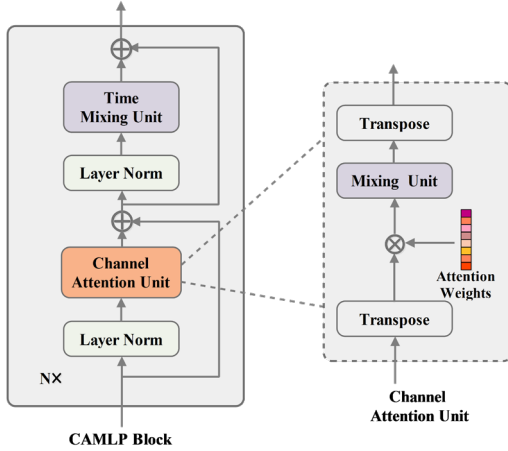 Time
Mixing Unit
Layer Norm
Channel
Attention Unit
Layer Norm
N×
CAMLP Block
Transpose
Mixing Unit
Attention
Weights
Transpose
Channel
Attention Unit